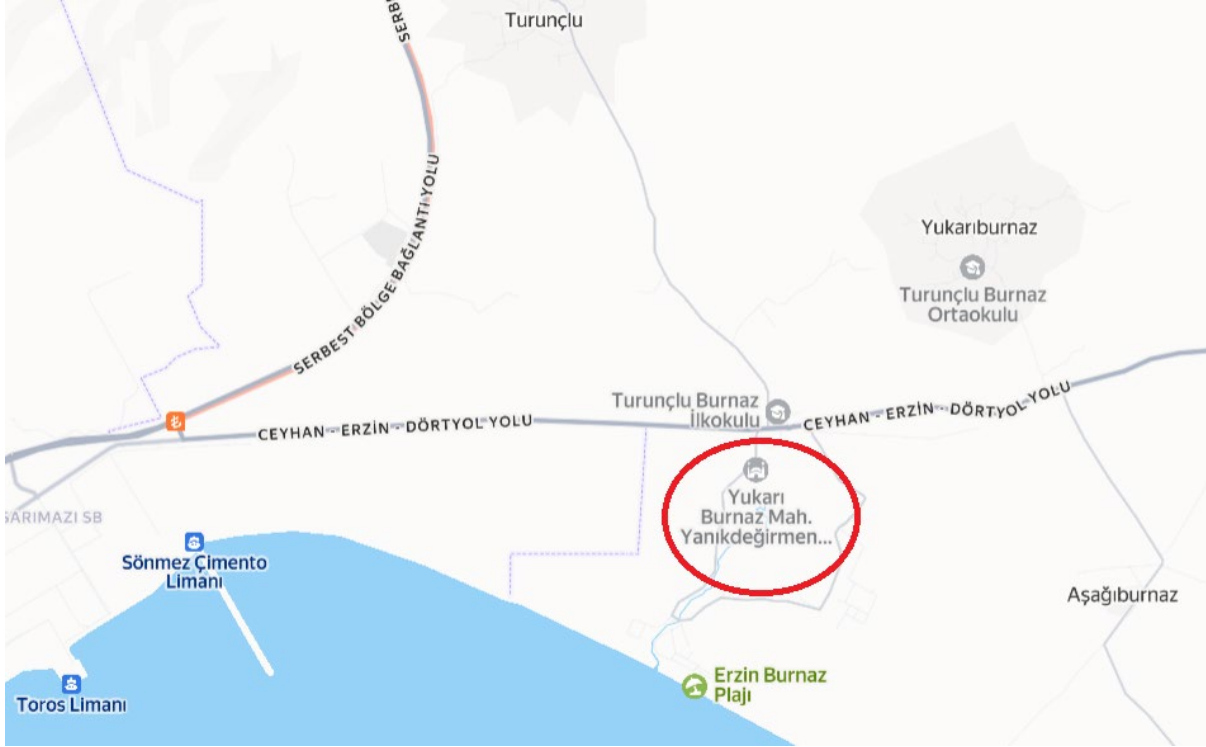 Turunçlu
SERB
SERBEST BÖLGE BAĞLANTI YOLU
Yukarıburnaz
Turunçlu Burnaz
Ortaokulu
Turunçlu Burnaz
İlkokulu
CEYHAN - ERZİN - DÖRTYOL YOLU
CEYHAN - ERZİN - DÖRTYOL YOLU
Yukarı
Burnaz Mah.
Yanıkdeğirmen...
SARIMAZI SB
Sönmez Çimento
Limanı
Aşağıburnaz
Erzin Burnaz
Plajı
Toros Limanı